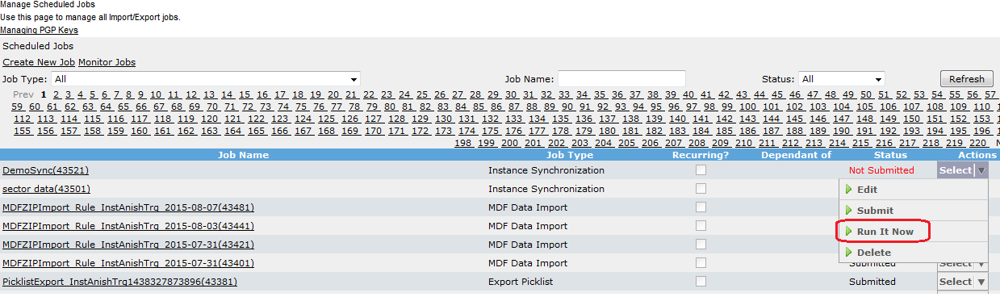 Manage Scheduled Jobs
Use this page to manage all Import/Export jobs.
Managing PGP Keys
Scheduled Jobs
Create New Job Monitor Jobs
Job Type: All Job Name: Status: All Refresh
Prev 1 2 3 4 5 6 7 8 9 10 11 12 13 14 15 16 17 18 19 20 21 22 23 24 25 26 27 28 29 30 31 32 33 34 35 36 37 38 39 40 41 42 43 44 45 46 47 48 49 50 51 52 53 54 55 56 57
59 60 61 62 63 64 65 66 67 68 69 70 71 72 73 74 75 76 77 78 79 80 81 82 83 84 85 86 87 88 89 90 91 92 93 94 95 96 97 98 99 100 101 102 103 104 105 106 107 108 109 110
112 113 114 115 116 117 118 119 120 121 122 123 124 125 126 127 128 129 130 131 132 133 134 135 136 137 138 139 140 141 142 143 144 145 146 147 148 149 150 151 152 153
155 156 157 158 159 160 161 162 163 164 165 166 167 168 169 170 171 172 173 174 175 176 177 178 179 180 181 182 183 184 185 186 187 188 189 190 191 192 193 194 195 196
198 199 200 201 202 203 204 205 206 207 208 209 210 211 212 213 214 215 216 217 218 219 220
Job Name Job Type Recurring? Dependant of Status Actions
DemoSync(43521) Instance Synchronization Not Submitted Select
sector data(43501) Instance Synchronization
Edit
MDFZIPImport_Rule_InstAnishTrg_2015-08-07(43481) MDF Data Import
Submit
MDFZIPImport_Rule_InstAnishTrg_2015-08-03(43441) MDF Data Import
Run It Now
MDFZIPImport_Rule_InstAnishTrg_2015-07-31(43421) MDF Data Import
Delete
MDFZIPImport_Rule_InstAnishTrg_2015-07-31(43401) MDF Data Import Submitted Select
PicklistExport_InstAnishTrg1438327873896(43381) Export Picklist Submitted Select